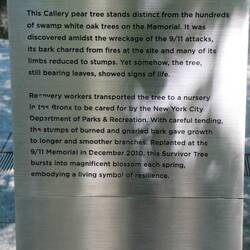 This Callery pear tree stands distinct from the hundreds
of swamp white oak trees on the Memorial. It was
discovered amidst the wreckage of the 9/11 attacks,
its bark charred from fires at the site and many of its
limbs reduced to stumps. Yet somehow, the tree,
still bearing leaves, showed signs of life.
Recovery workers transported the tree to a nursery
in the Bronx to be cared for by the New York City
Department of Parks & Recreation. With careful tending,
the stumps of burned and gnarled bark gave growth
to longer and smoother branches. Replanted at the
9/11 Memorial in December 2010, this Survivor Tree
bursts into magnificent blossom each spring,
embodying a living symbol of resilience.